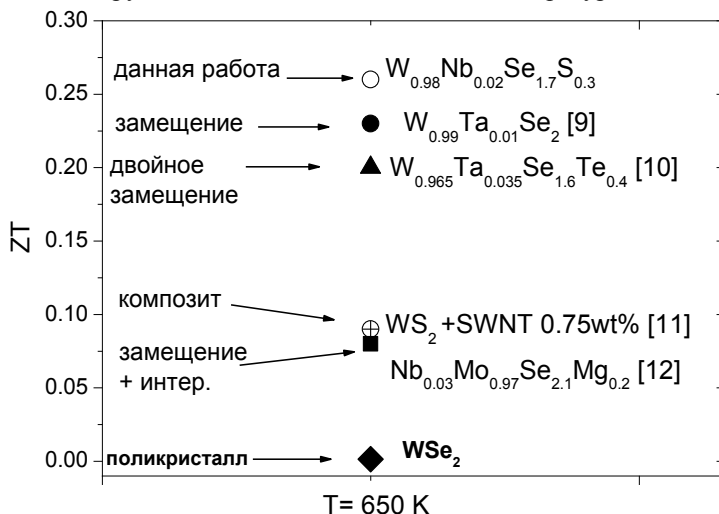 0.30
данная работа W₀.₉₈Nb₀.₀₂Se₁.₇S₀.₃
0.25
замещение W₀.₉₉Ta₀.₀₁Se₂ [9]
0.20
двойное
замещение
W₀.₉₆₅Ta₀.₀₃₅Se₁.₆Te₀.₄ [10]
0.15
ZT
композит
0.10
WS₂ +SWNT 0.75wt% [11]
замещение
+ интер.
Nb₀.₀₃Mo₀.₉₇Se₂.₁Mg₀.₂ [12]
0.05
поликристалл WSe₂
0.00
T= 650 K